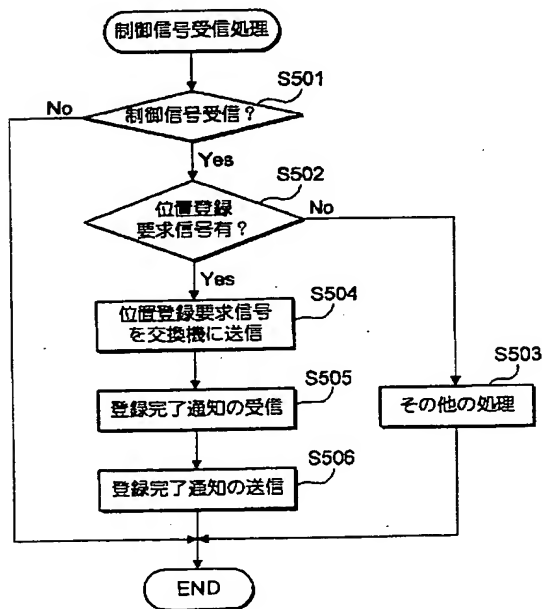 制御信号受信処理
S501
No
制御信号受信?
Yes
S502
位置登録
要求信号有?
No
Yes
S504
位置登録要求信号
を交換機に送信
S505
S503
登録完了通知の受信
その他の処理
S506
登録完了通知の送信
END